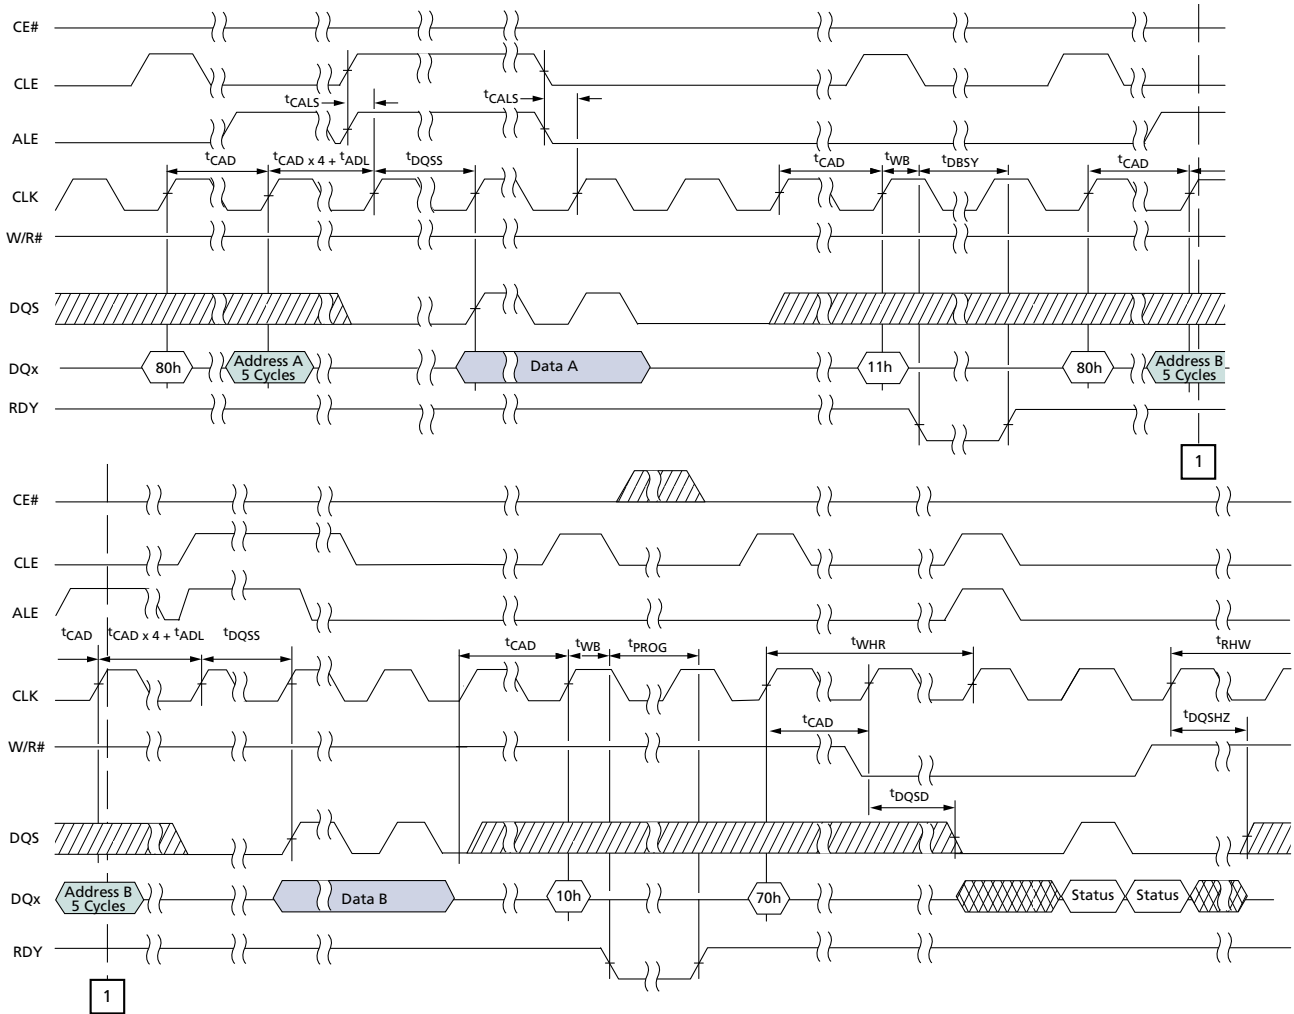 CE#
CLE
tCALS
tCALS
ALE
tCAD
tCAD x 4 + tADL
tDQSS
tCAD
tWB
tDBSY
tCAD
CLK
W/R#
DQS
DQx
80h
Address A
5 Cycles
Data A
11h
80h
Address B
5 Cycles
RDY
1
CE#
CLE
ALE
tCAD
tCAD x 4 + tADL
tDQSS
tCAD
tWB
tPROG
tWHR
tRHW
CLK
tCAD
tDQSHZ
W/R#
tDQSD
DQS
DQx
Address B
5 Cycles
Data B
10h
70h
Status
Status
RDY
1